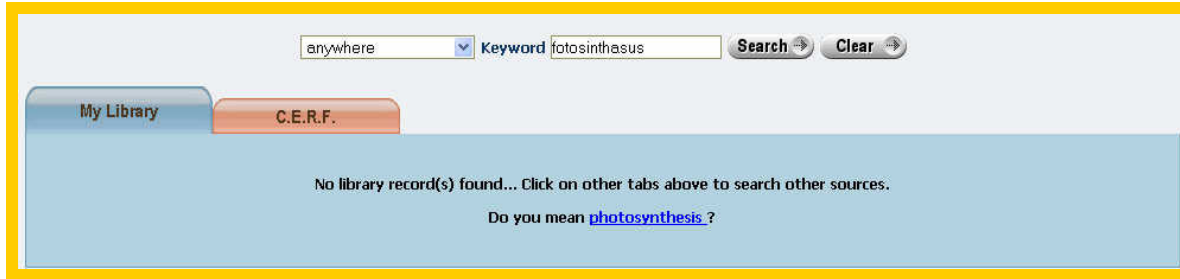 anywhere Keyword fotosinthasus Search Clear
My Library C.E.R.F.
No library record(s) found... Click on other tabs above to search other sources.
Do you mean photosynthesis ?